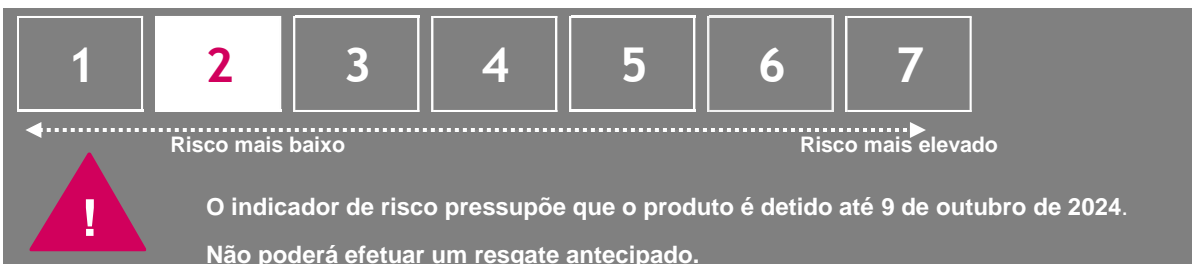 1 2 3 4 5 6 7
Risco mais baixo Risco mais elevado
! O indicador de risco pressupõe que o produto é detido até 9 de outubro de 2024.
Não poderá efetuar um resgate antecipado.